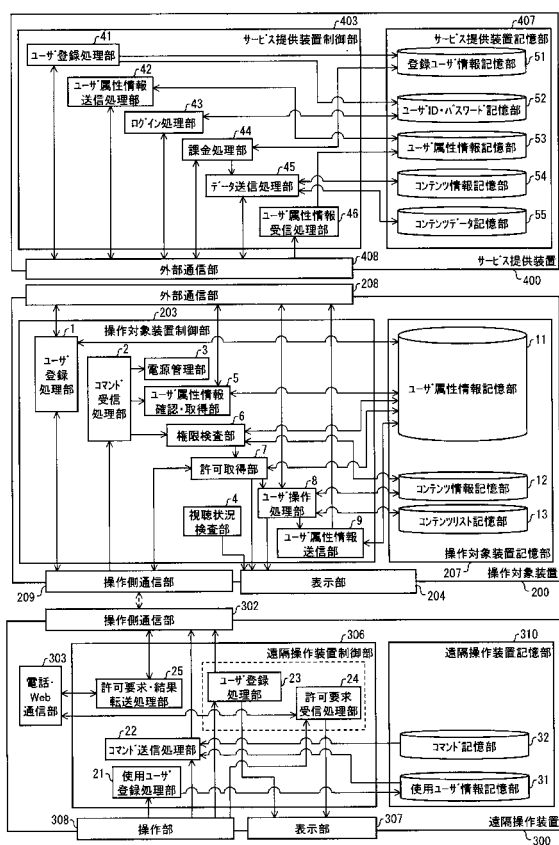 403
サービス提供装置制御部
41
ユーザ登録処理部
42
ユーザ属性情報
送信処理部
43
ログイン処理部
44
課金処理部
45
データ送信処理部
46
ユーザ属性情報
受信処理部
407
サービス提供装置記憶部
51
登録ユーザ情報記憶部
52
ユーザID・パスワード記憶部
53
ユーザ属性情報記憶部
54
コンテンツ情報記憶部
55
コンテンツデータ記憶部
外部通信部
408
サービス提供装置
400
208
外部通信部
203
操作対象装置制御部
1
ユーザ
登録
処理部
2
コマンド
受信
処理部
3
電源管理部
5
ユーザ属性情報
確認・取得部
6
権限検査部
7
許可取得部
8
ユーザ操作
処理部
4
視聴状況
検査部
9
ユーザ属性情報
送信部
11
ユーザ属性情報記憶部
12
コンテンツ情報記憶部
13
コンテンツリスト記憶部
操作対象装置記憶部
207
操作側通信部
209
表示部
204
操作対象装置
200
302
操作側通信部
306
遠隔操作装置制御部
303
電話・
Web
通信部
25
許可要求・結果
転送処理部
23
ユーザ登録
処理部
24
許可要求
受信処理部
22
コマンド送信処理部
21
使用ユーザ
登録処理部
310
遠隔操作装置記憶部
32
コマンド記憶部
31
使用ユーザ情報記憶部
308
操作部
表示部
307
遠隔操作装置
300